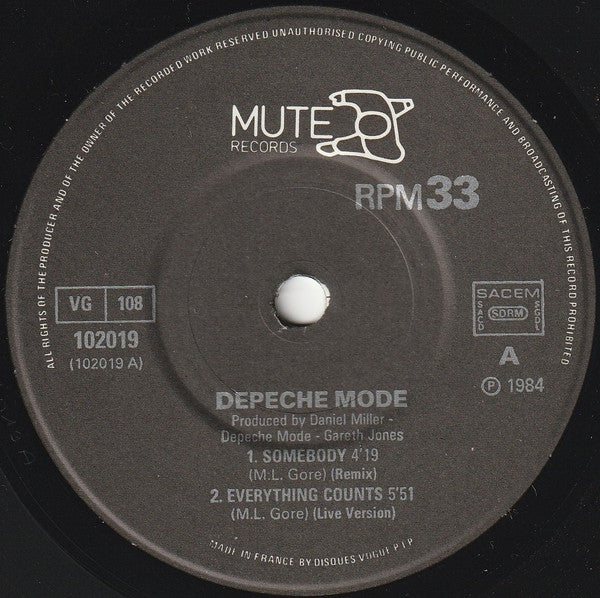 ALL RIGHTS OF THE PRODUCER AND OF THE OWNER OF THE RECORDED WORK RESERVED UNAUTHORISED COPYING PUBLIC PERFORMANCE AND BROADCASTING OF THIS RECORD PROHIBITED
MUTE
RECORDS
RPM 33
VG 108
102019
(102019 A)
SACEM
SACD SDRM SGDL
A
℗ 1984
DEPECHE MODE
Produced by Daniel Miller -
Depeche Mode - Gareth Jones
1. SOMEBODY 4'19
(M.L. Gore) (Remix)
2. EVERYTHING COUNTS 5'51
(M.L. Gore) (Live Version)
MADE IN FRANCE BY DISQUES VOGUE P.I.P